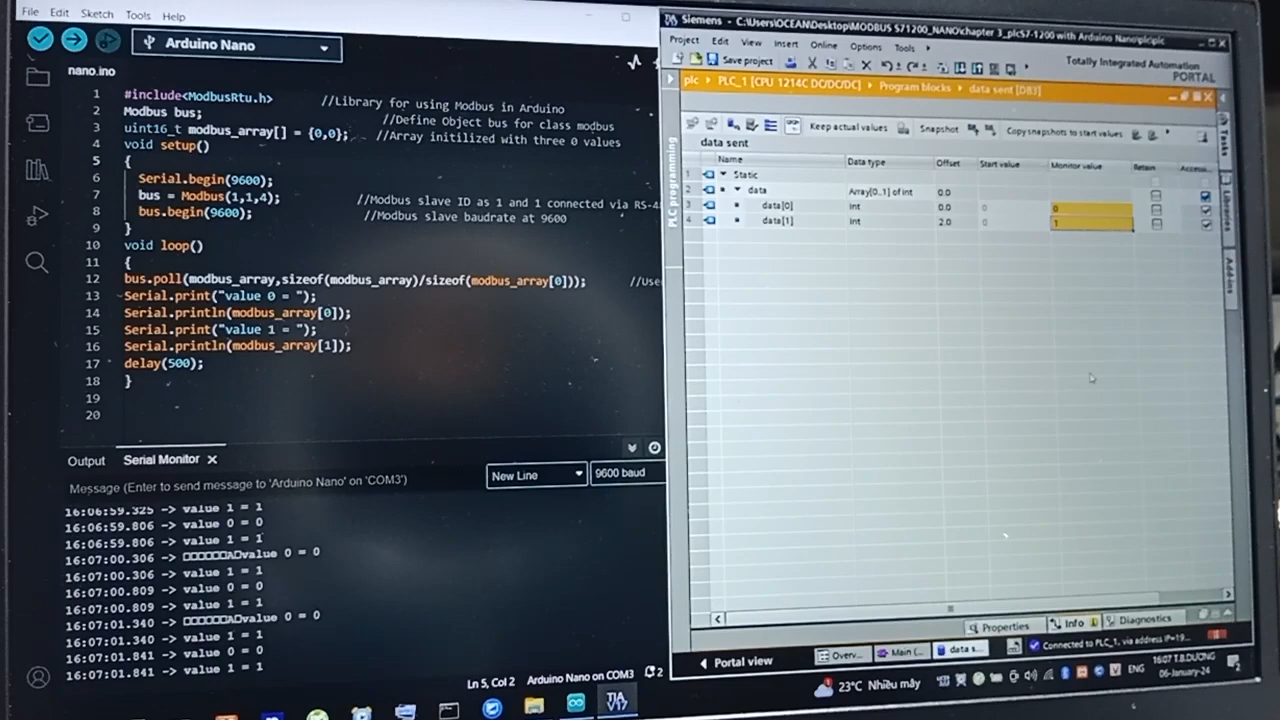 File Edit Sketch Tools Help
Arduino Nano
nano.ino
1 #include<ModbusRtu.h> //Library for using Modbus in Arduino
2 Modbus bus; //Define Object bus for class modbus
3 uint16_t modbus_array[] = {0,0}; //Array initilized with three 0 values
4 void setup()
5 {
6 Serial.begin(9600);
7 bus = Modbus(1,1,4); //Modbus slave ID as 1 and 1 connected via RS-4
8 bus.begin(9600); //Modbus slave baudrate at 9600
9 }
10 void loop()
11 {
12 bus.poll(modbus_array,sizeof(modbus_array)/sizeof(modbus_array[0])); //Use
13 Serial.print("value 0 = ");
14 Serial.println(modbus_array[0]);
15 Serial.print("value 1 = ");
16 Serial.println(modbus_array[1]);
17 delay(500);
18 }
19
20
Output Serial Monitor
Message (Enter to send message to 'Arduino Nano' on 'COM3')
New Line 9600 baud
16:06:59.325 -> value 1 = 1
16:06:59.806 -> value 0 = 0
16:06:59.806 -> value 1 = 1
16:07:00.306 -> □□□□□□A□value 0 = 0
16:07:00.306 -> value 1 = 1
16:07:00.809 -> value 0 = 0
16:07:00.809 -> value 1 = 1
16:07:01.340 -> □□□□□□A□value 0 = 0
16:07:01.340 -> value 1 = 1
16:07:01.841 -> value 0 = 0
16:07:01.841 -> value 1 = 1
Ln 5, Col 2 Arduino Nano on COM3 2
Siemens - C:\Users\OCEAN\Desktop\MODBUS S71200_NANO\chapter 3_plcS7-1200 with Arduino Nano\plc\plc
Project Edit View Insert Online Options Tools
Totally Integrated Automation
PORTAL
Save project
plc PLC_1 [CPU 1214C DC/DC/DC] Program blocks data sent [DB3]
Keep actual values Snapshot Copy snapshots to start values
data sent
Name Data type Offset Start value Monitor value Retain Access...
1 Static
2 data Array[0..1] of Int 0.0
3 data[0] Int 0.0 0 0
4 data[1] Int 2.0 0 1
PLC programming
Tasks
Libraries
Add-ins
Properties Info Diagnostics
Portal view Overv... Main (... data s... Connected to PLC_1, via address IP=19...
TIA V17
23°C Nhiều mây
ENG
16:07 T.B.DƯƠNG
06-January-24